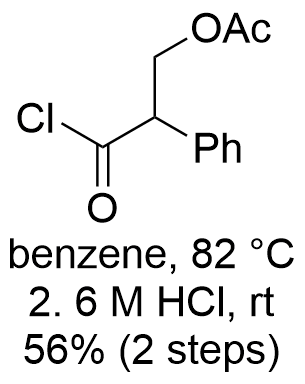 OAc
Cl
Ph
O
benzene, 82 °C
2. 6 M HCl, rt
56% (2 steps)